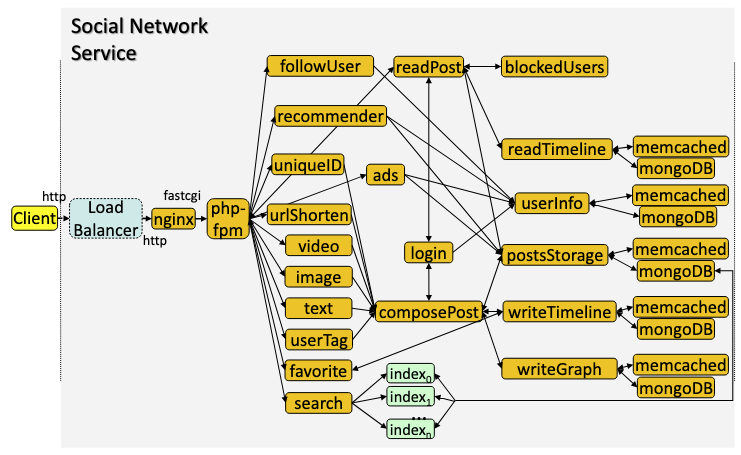 Social Network
Service
followUser
readPost
blockedUsers
recommender
readTimeline
memcached
mongoDB
uniqueID
ads
userInfo
memcached
mongoDB
http
fastcgi
Client
Load
Balancer
nginx
php-
fpm
http
urlShorten
video
login
postsStorage
memcached
mongoDB
image
text
composePost
writeTimeline
memcached
mongoDB
userTag
favorite
writeGraph
memcached
mongoDB
search
index0
index1
...
indexn